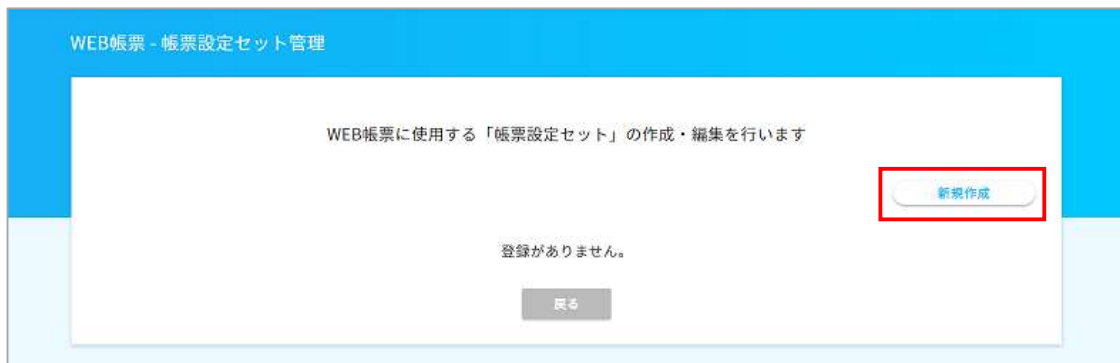 WEB帳票 - 帳票設定セット管理
WEB帳票に使用する「帳票設定セット」の作成・編集を行います
新規作成
登録がありません。
戻る